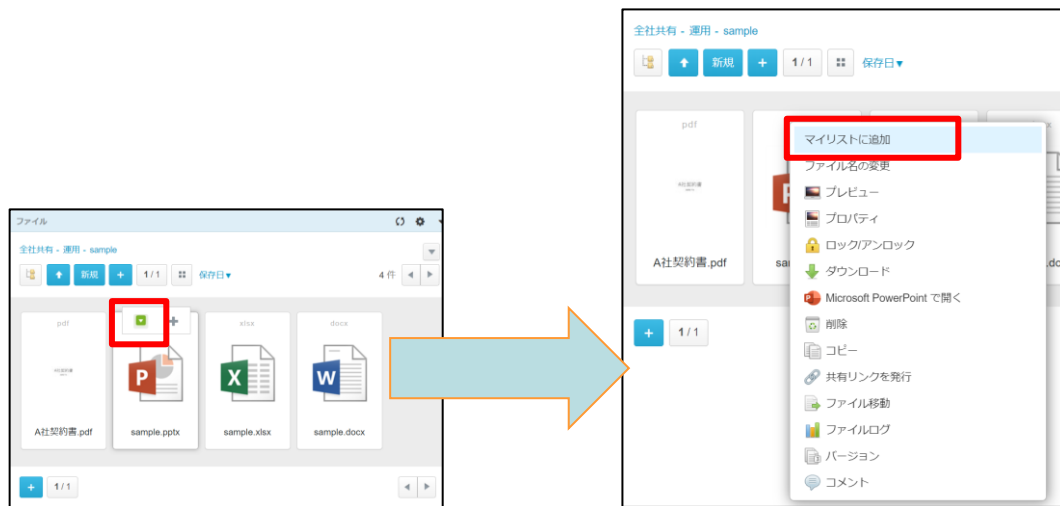 ファイル
全社共有 - 運用 - sample
新規
+
1 / 1
保存日▼
4 件
pdf
xlsx
docx
A社契約書.pdf
sample.pptx
sample.xlsx
sample.docx
P
X
W
+
1 / 1
全社共有 - 運用 - sample
新規
+
1 / 1
保存日▼
pdf
A社契約書.pdf
+
1 / 1
マイリストに追加
ファイル名の変更
プレビュー
プロパティ
ロック/アンロック
ダウンロード
Microsoft PowerPoint で開く
削除
コピー
共有リンクを発行
ファイル移動
ファイルログ
バージョン
コメント